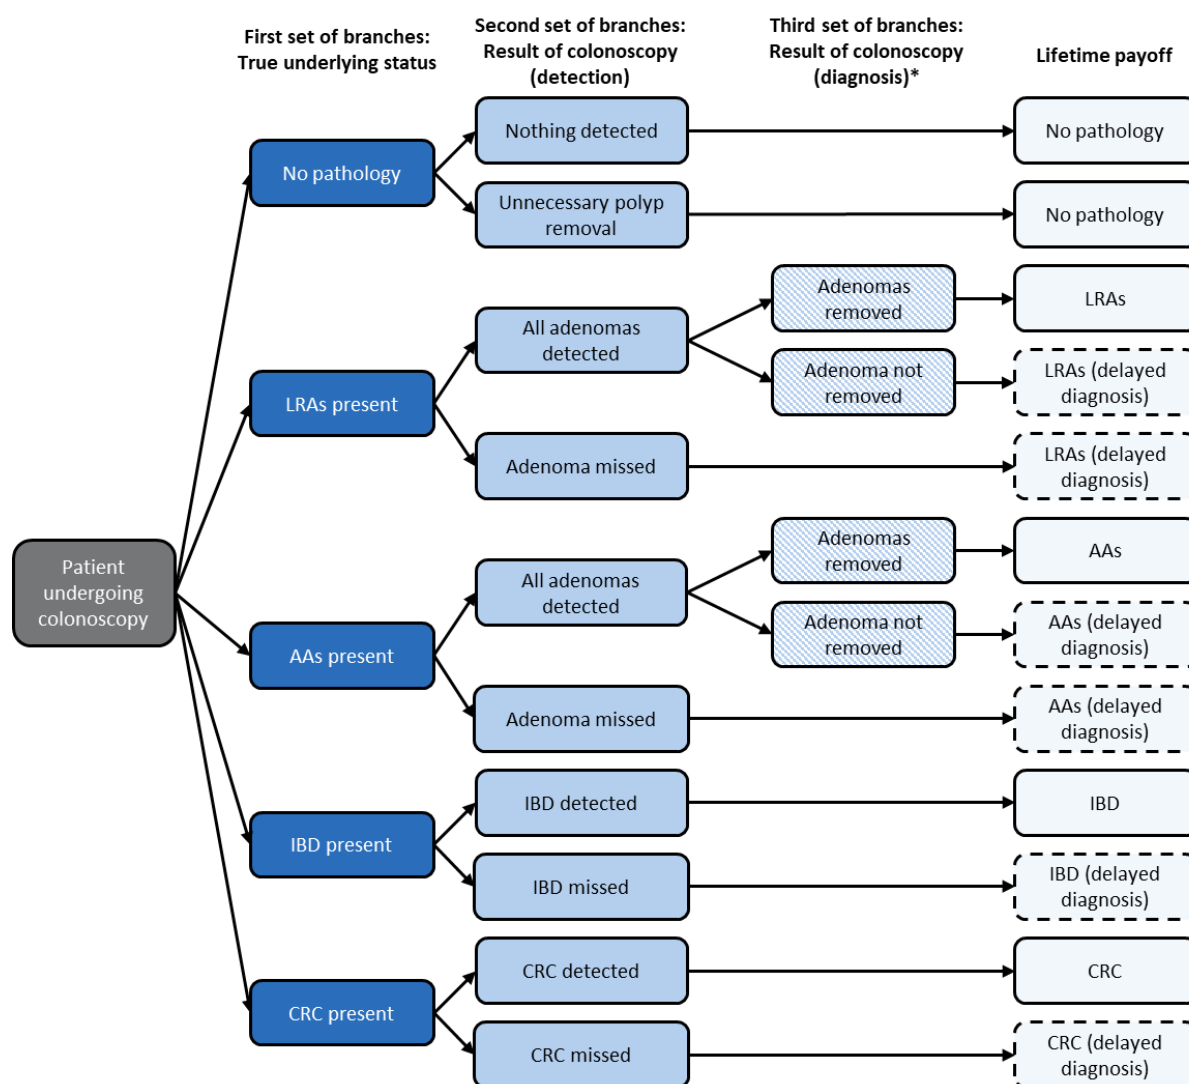 First set of branches:
True underlying status
Second set of branches:
Result of colonoscopy
(detection)
Third set of branches:
Result of colonoscopy
(diagnosis)*
Lifetime payoff
Nothing detected
No pathology
No pathology
Unnecessary polyp
removal
No pathology
Adenomas
removed
LRAs
All adenomas
detected
Adenoma not
removed
LRAs (delayed
diagnosis)
LRAs present
Adenoma missed
LRAs (delayed
diagnosis)
Adenomas
removed
AAs
Patient
undergoing
colonoscopy
All adenomas
detected
Adenoma not
removed
AAs (delayed
diagnosis)
AAs present
Adenoma missed
AAs (delayed
diagnosis)
IBD detected
IBD
IBD present
IBD missed
IBD (delayed
diagnosis)
CRC detected
CRC
CRC present
CRC missed
CRC (delayed
diagnosis)